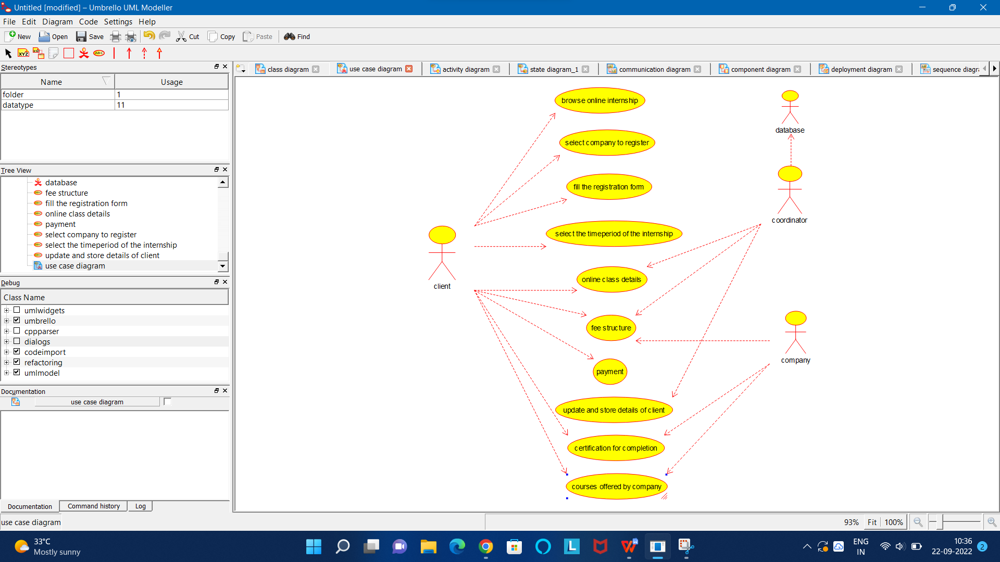 Untitled [modified] – Umbrello UML Modeller
File Edit Diagram Code Settings Help
New Open Save Cut Copy Paste Find
XYZ XYZ ABC
Stereotypes
Name Usage
folder 1
datatype 11
Tree View
database
fee structure
fill the registration form
online class details
payment
select company to register
select the timeperiod of the internship
update and store details of client
use case diagram
Debug
Class Name
umlwidgets
umbrello
cppparser
dialogs
codeimport
refactoring
umlmodel
Documentation
use case diagram
Documentation Command history Log
use case diagram
class diagram use case diagram activity diagram state diagram_1 communication diagram component diagram deployment diagram sequence diagr
browse online internship
select company to register
fill the registration form
select the timeperiod of the internship
online class details
fee structure
payment
update and store details of client
certification for completion
courses offered by company
client
database
coordinator
company
93% Fit 100%
33°C
Mostly sunny
ENG
IN
10:36
22-09-2022
2